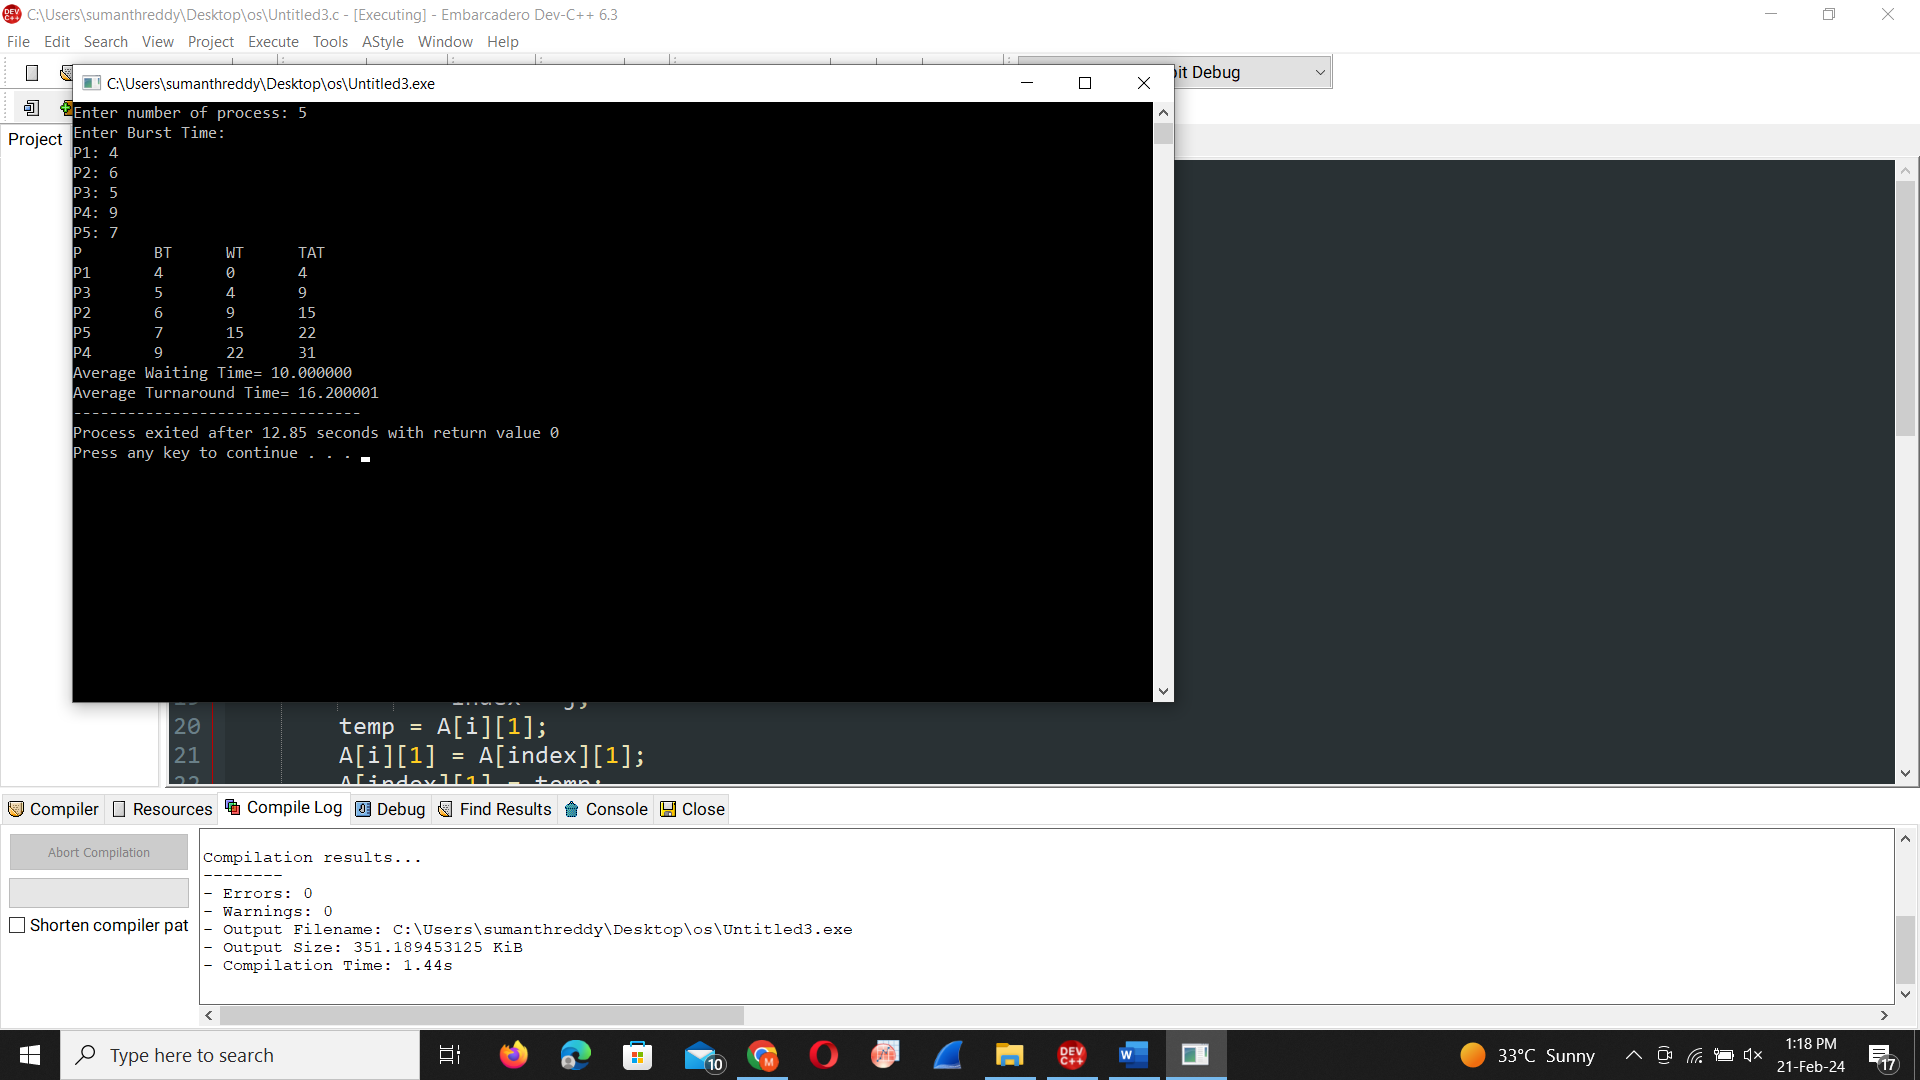 C:\Users\sumanthreddy\Desktop\os\Untitled3.c - [Executing] - Embarcadero Dev-C++ 6.3
File Edit Search View Project Execute Tools AStyle Window Help
C:\Users\sumanthreddy\Desktop\os\Untitled3.exe
bit Debug
Project
Enter number of process: 5
Enter Burst Time:
P1: 4
P2: 6
P3: 5
P4: 9
P5: 7
P BT WT TAT
P1 4 0 4
P3 5 4 9
P2 6 9 15
P5 7 15 22
P4 9 22 31
Average Waiting Time= 10.000000
Average Turnaround Time= 16.200001
--------------------------------
Process exited after 12.85 seconds with return value 0
Press any key to continue . . .
19 index = j;
20 temp = A[i][1];
21 A[i][1] = A[index][1];
22 A[index][1] = temp;
Compiler Resources Compile Log Debug Find Results Console Close
Abort Compilation
Shorten compiler pat
Compilation results...
--------
- Errors: 0
- Warnings: 0
- Output Filename: C:\Users\sumanthreddy\Desktop\os\Untitled3.exe
- Output Size: 351.189453125 KiB
- Compilation Time: 1.44s
Type here to search
10
DEV C++
33°C Sunny
1:18 PM
21-Feb-24
17